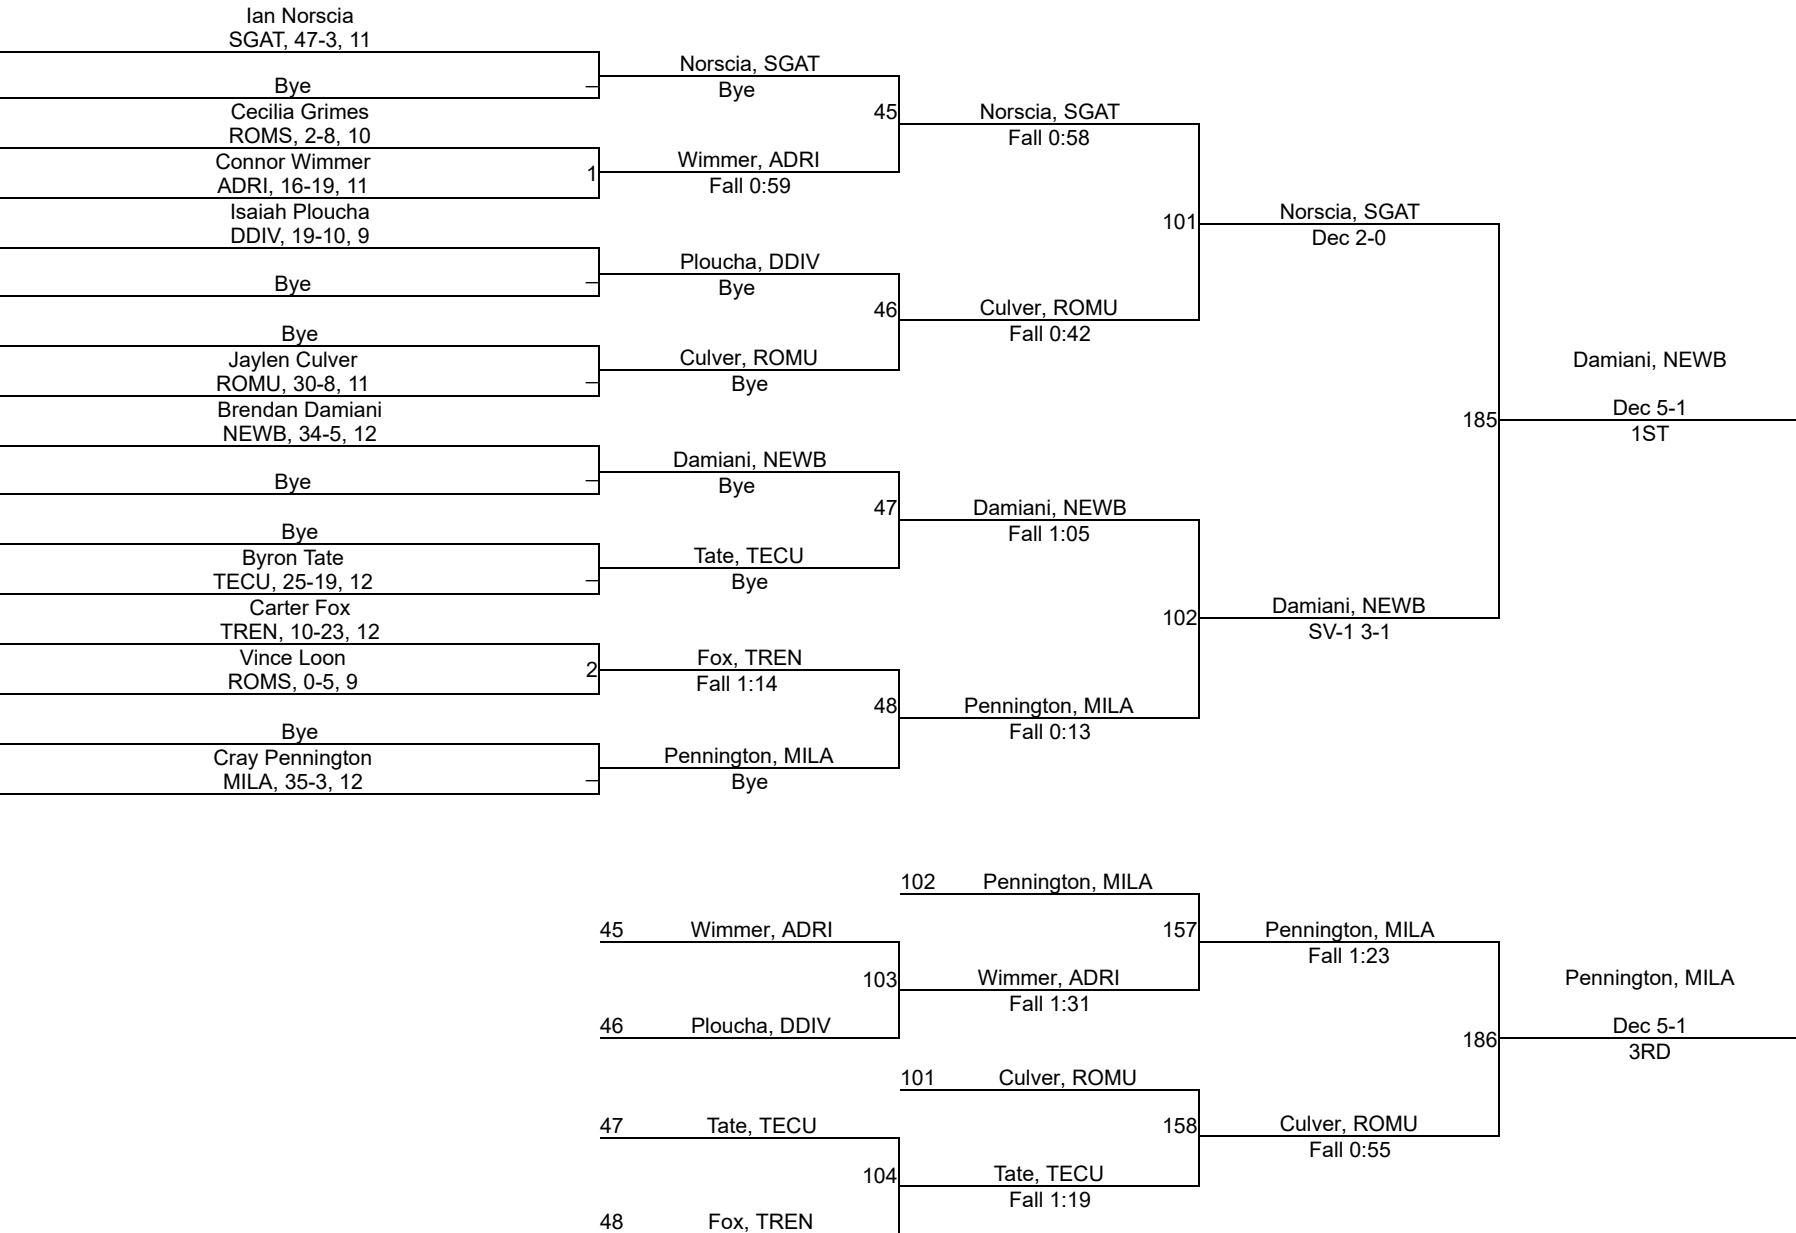 Ian Norscia
SGAT, 47-3, 11
Bye
Cecilia Grimes
ROMS, 2-8, 10
Connor Wimmer
ADRI, 16-19, 11
Isaiah Ploucha
DDIV, 19-10, 9
Bye
Bye
Jaylen Culver
ROMU, 30-8, 11
Brendan Damiani
NEWB, 34-5, 12
Bye
Bye
Byron Tate
TECU, 25-19, 12
Carter Fox
TREN, 10-23, 12
Vince Loon
ROMS, 0-5, 9
Bye
Cray Pennington
MILA, 35-3, 12
–
1
–
–
–
–
2
–
Norscia, SGAT
Bye
Wimmer, ADRI
Fall 0:59
Ploucha, DDIV
Bye
Culver, ROMU
Bye
Damiani, NEWB
Bye
Tate, TECU
Bye
Fox, TREN
Fall 1:14
Pennington, MILA
Bye
45
46
47
48
Norscia, SGAT
Fall 0:58
Culver, ROMU
Fall 0:42
Damiani, NEWB
Fall 1:05
Pennington, MILA
Fall 0:13
101
102
Norscia, SGAT
Dec 2-0
Damiani, NEWB
SV-1 3-1
185
Damiani, NEWB
Dec 5-1
1ST
45 Wimmer, ADRI
46 Ploucha, DDIV
47 Tate, TECU
48 Fox, TREN
103
104
102 Pennington, MILA
Wimmer, ADRI
Fall 1:31
101 Culver, ROMU
Tate, TECU
Fall 1:19
157
158
Pennington, MILA
Fall 1:23
Culver, ROMU
Fall 0:55
186
Pennington, MILA
Dec 5-1
3RD